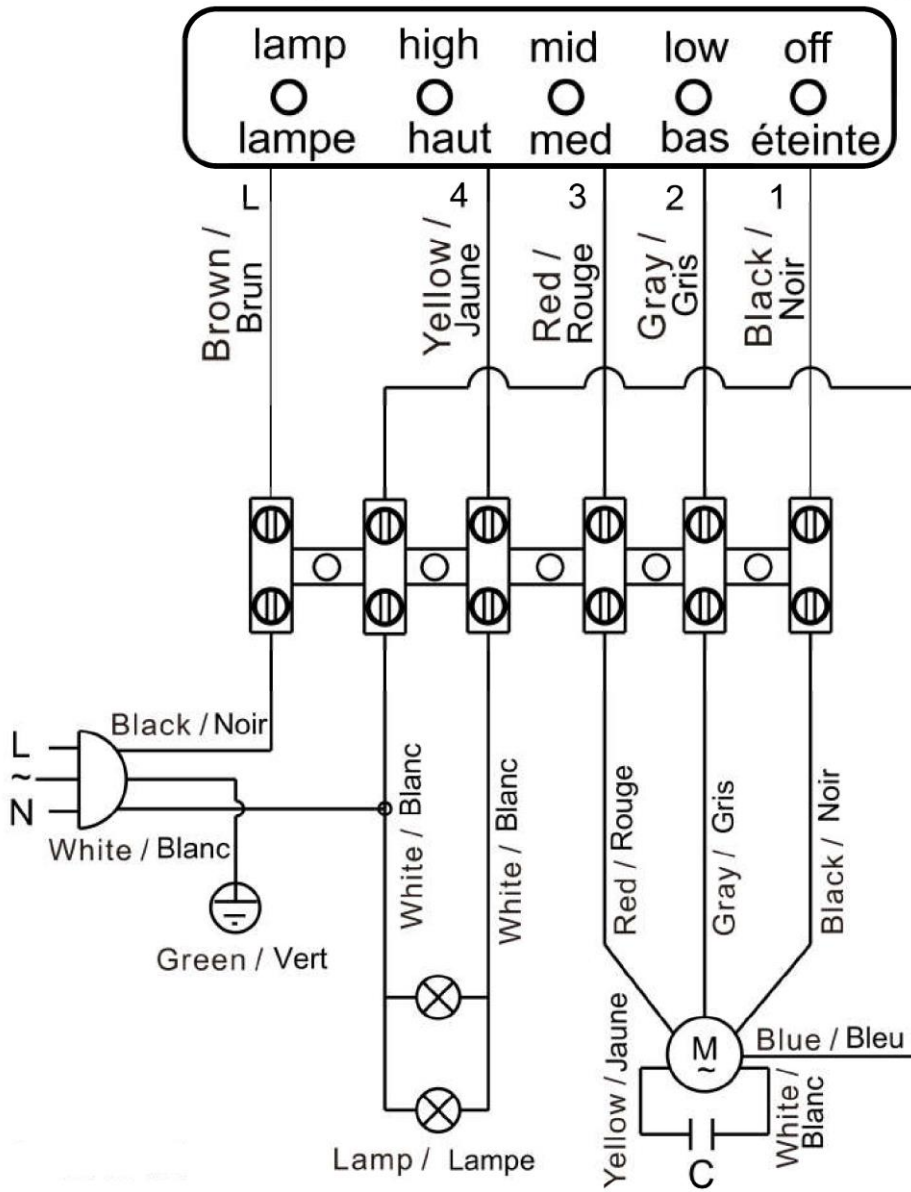 lamp high mid low off
lampe haut med bas éteinte
L 4 3 2 1
Brown /
Brun
Yellow /
Jaune
Red /
Rouge
Gray /
Gris
Black /
Noir
Black / Noir
L
~
N
White / Blanc
Green / Vert
White / Blanc
White / Blanc
Red / Rouge
Gray / Gris
Black / Noir
Yellow / Jaune
M
~
Blue / Bleu
White /
Blanc
C
Lamp / Lampe